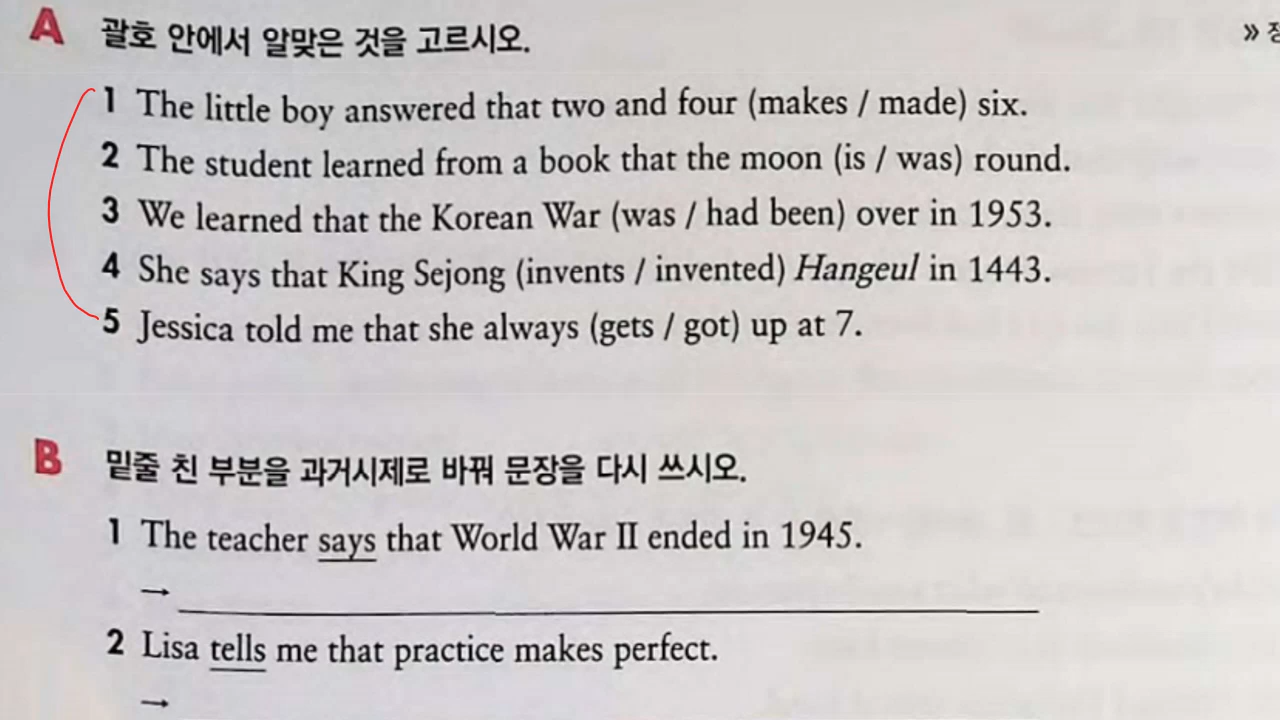 A 괄호 안에서 알맞은 것을 고르시오.
1 The little boy answered that two and four (makes / made) six.
2 The student learned from a book that the moon (is / was) round.
3 We learned that the Korean War (was / had been) over in 1953.
4 She says that King Sejong (invents / invented) Hangeul in 1443.
5 Jessica told me that she always (gets / got) up at 7.
B 밑줄 친 부분을 과거시제로 바꿔 문장을 다시 쓰시오.
1 The teacher says that World War II ended in 1945.
→
2 Lisa tells me that practice makes perfect.
→